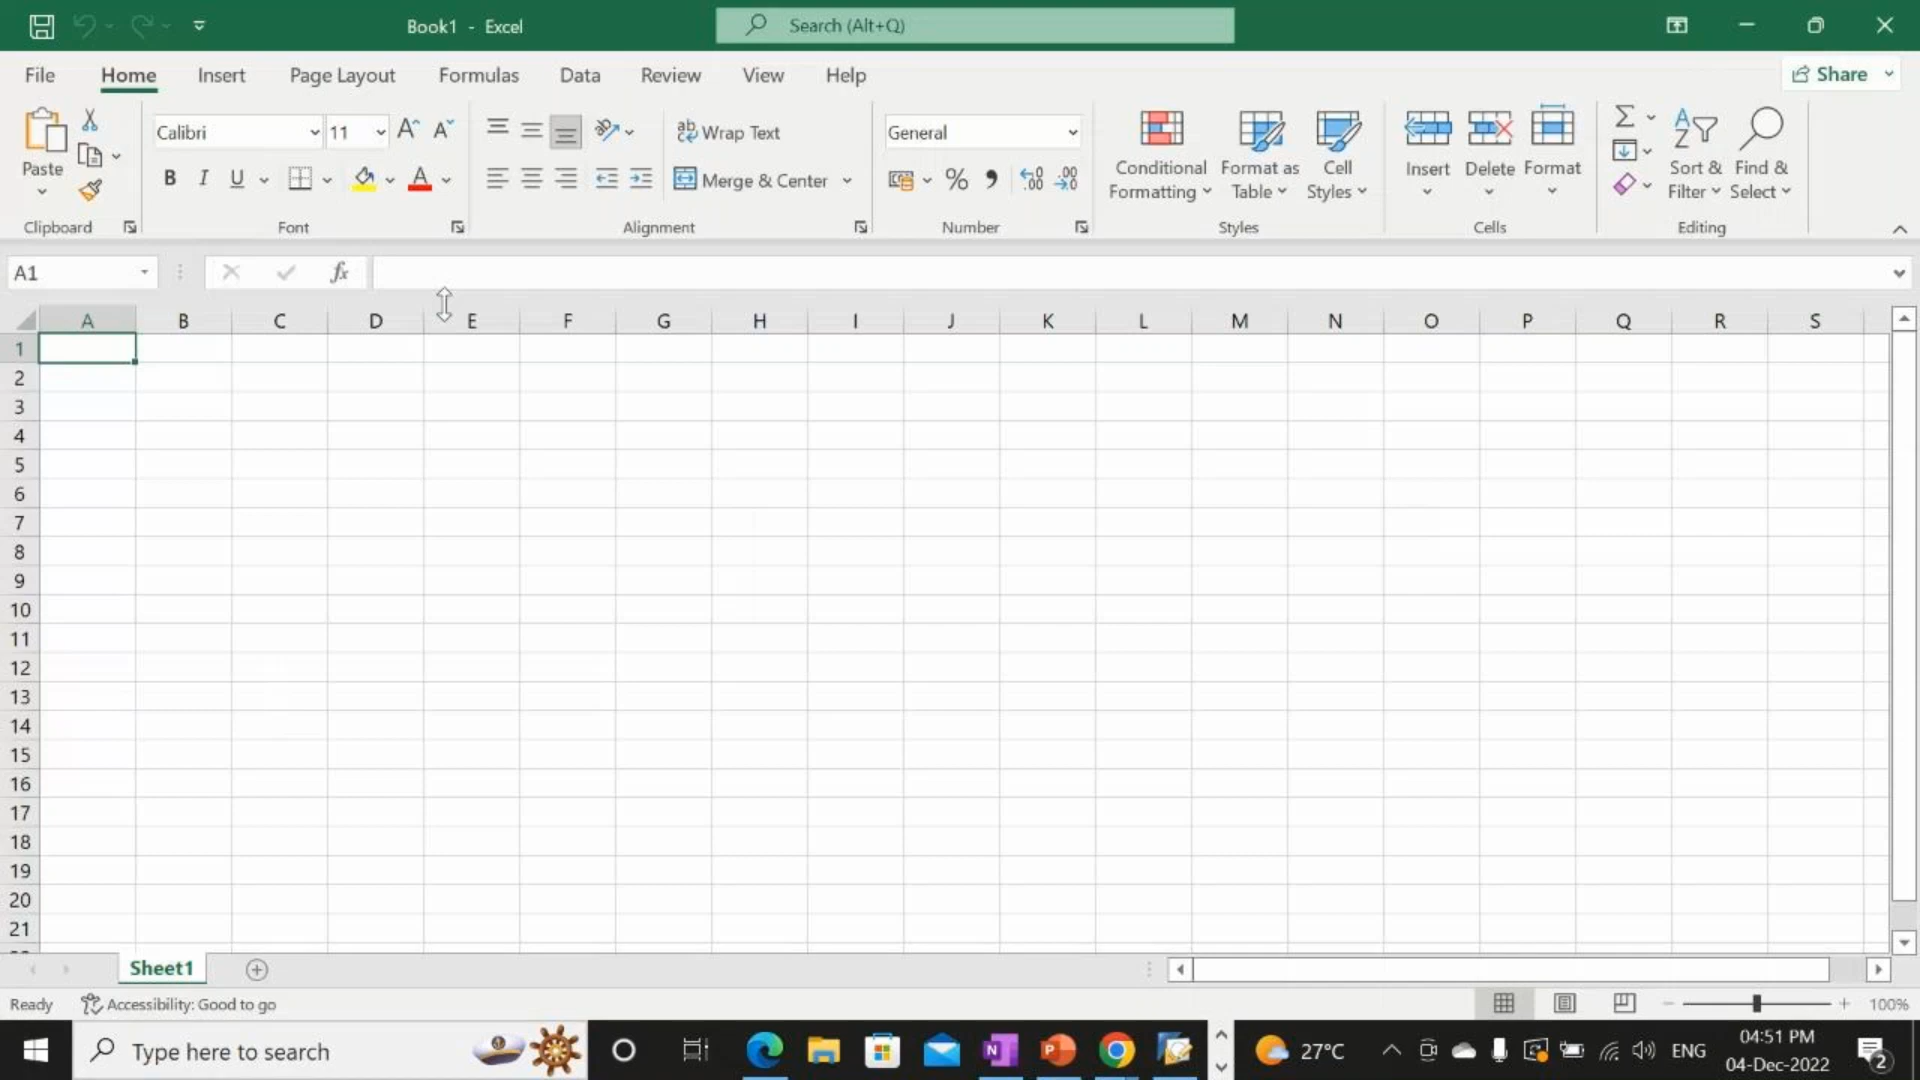 Book1 - Excel
Search (Alt+Q)
File Home Insert Page Layout Formulas Data Review View Help Share
Paste
Calibri 11
B I U
Wrap Text
Merge & Center
General
Conditional Formatting
Format as Table
Cell Styles
Insert
Delete
Format
Sort & Filter
Find & Select
Clipboard Font Alignment Number Styles Cells Editing
A1 fx
A B C D E F G H I J K L M N O P Q R S
1
2
3
4
5
6
7
8
9
10
11
12
13
14
15
16
17
18
19
20
21
Sheet1
Ready Accessibility: Good to go 100%
Type here to search
27°C
ENG
04:51 PM
04-Dec-2022
2